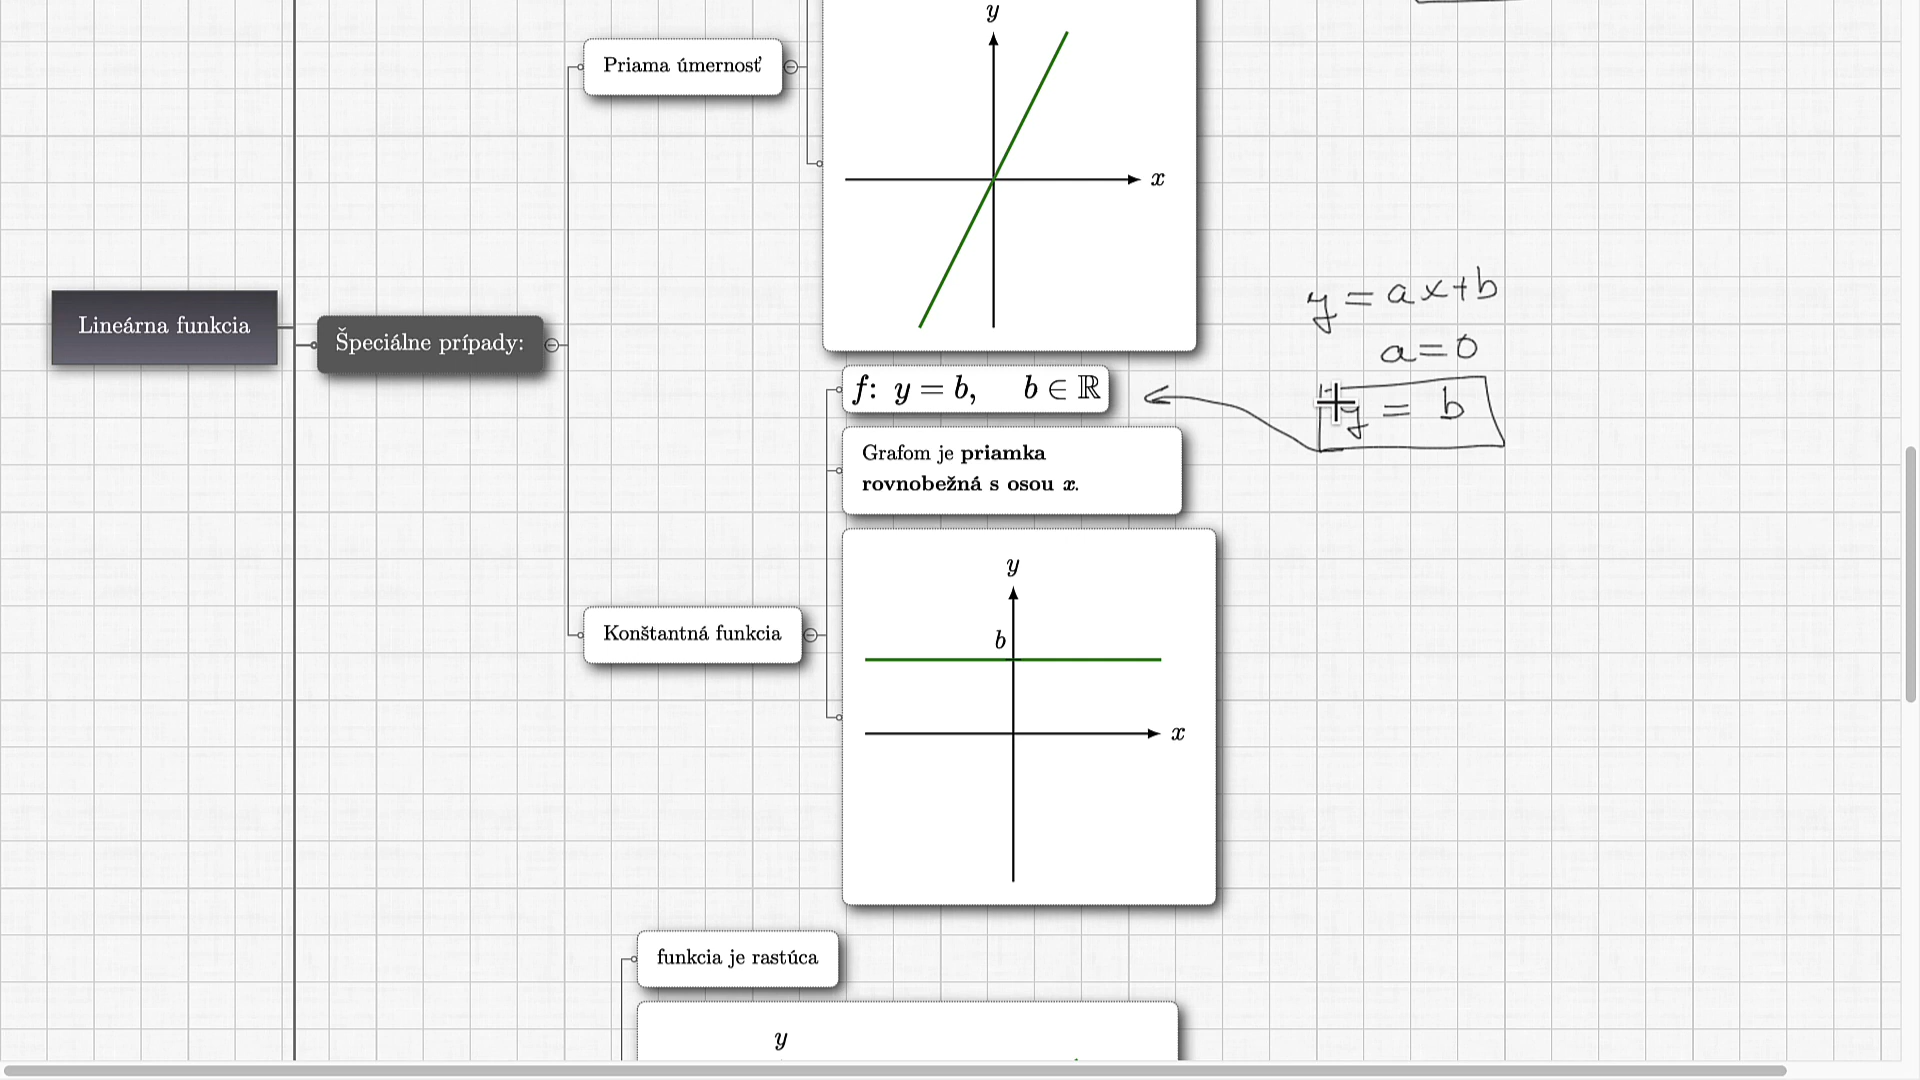 y
Priama úmernosť
x
Lineárna funkcia
Špeciálne prípady:
y = ax+b
a=0
y = b
f: y = b, b ∈ ℝ
Grafom je priamka
rovnobežná s osou x.
y
b
Konštantná funkcia
x
funkcia je rastúca
y